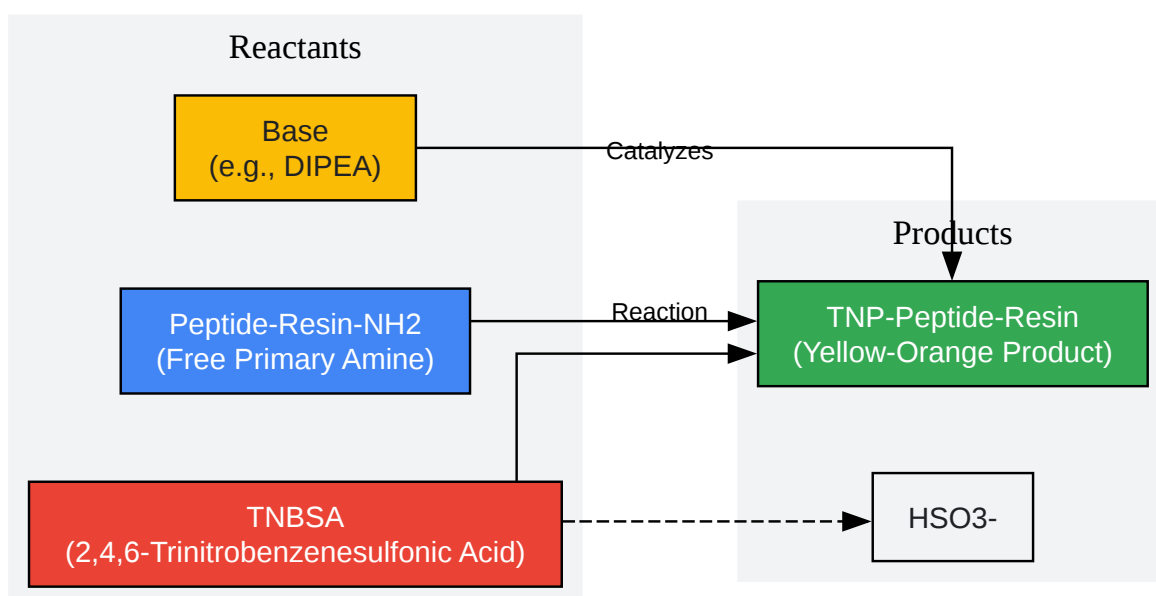 Reactants
Base
(e.g., DIPEA)
Catalyzes
Products
Peptide-Resin-NH2
(Free Primary Amine)
Reaction
TNP-Peptide-Resin
(Yellow-Orange Product)
TNBSA
(2,4,6-Trinitrobenzenesulfonic Acid)
HSO3-